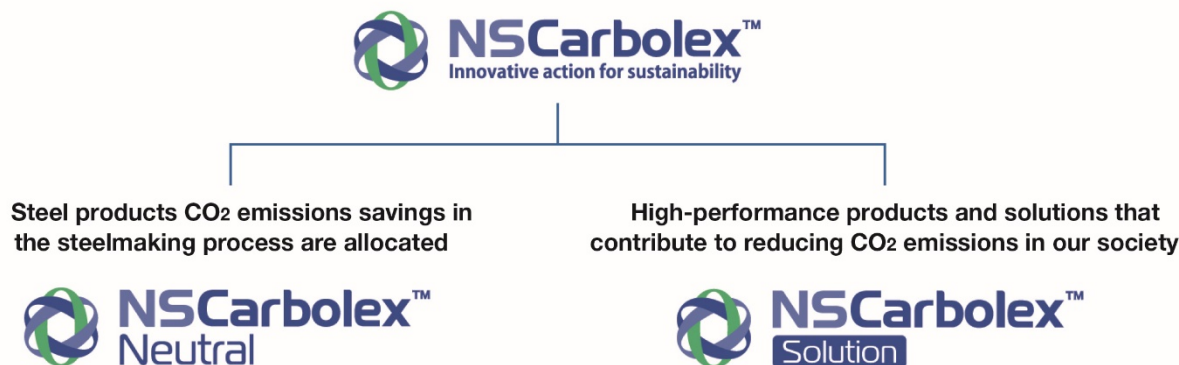 NSCarbolex™
Innovative action for sustainability
Steel products CO2 emissions savings in
the steelmaking process are allocated
NSCarbolex™
Neutral
High-performance products and solutions that
contribute to reducing CO2 emissions in our society
NSCarbolex™
Solution